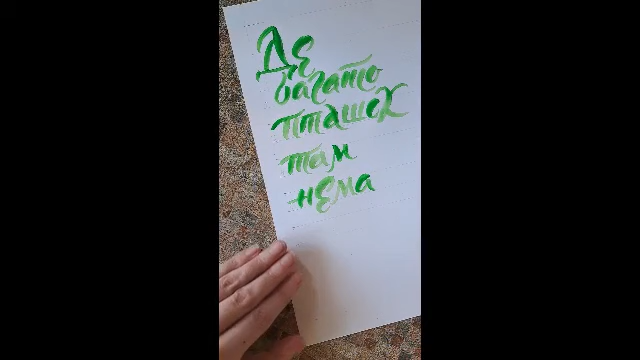 Де
багато
пташок
там
нема